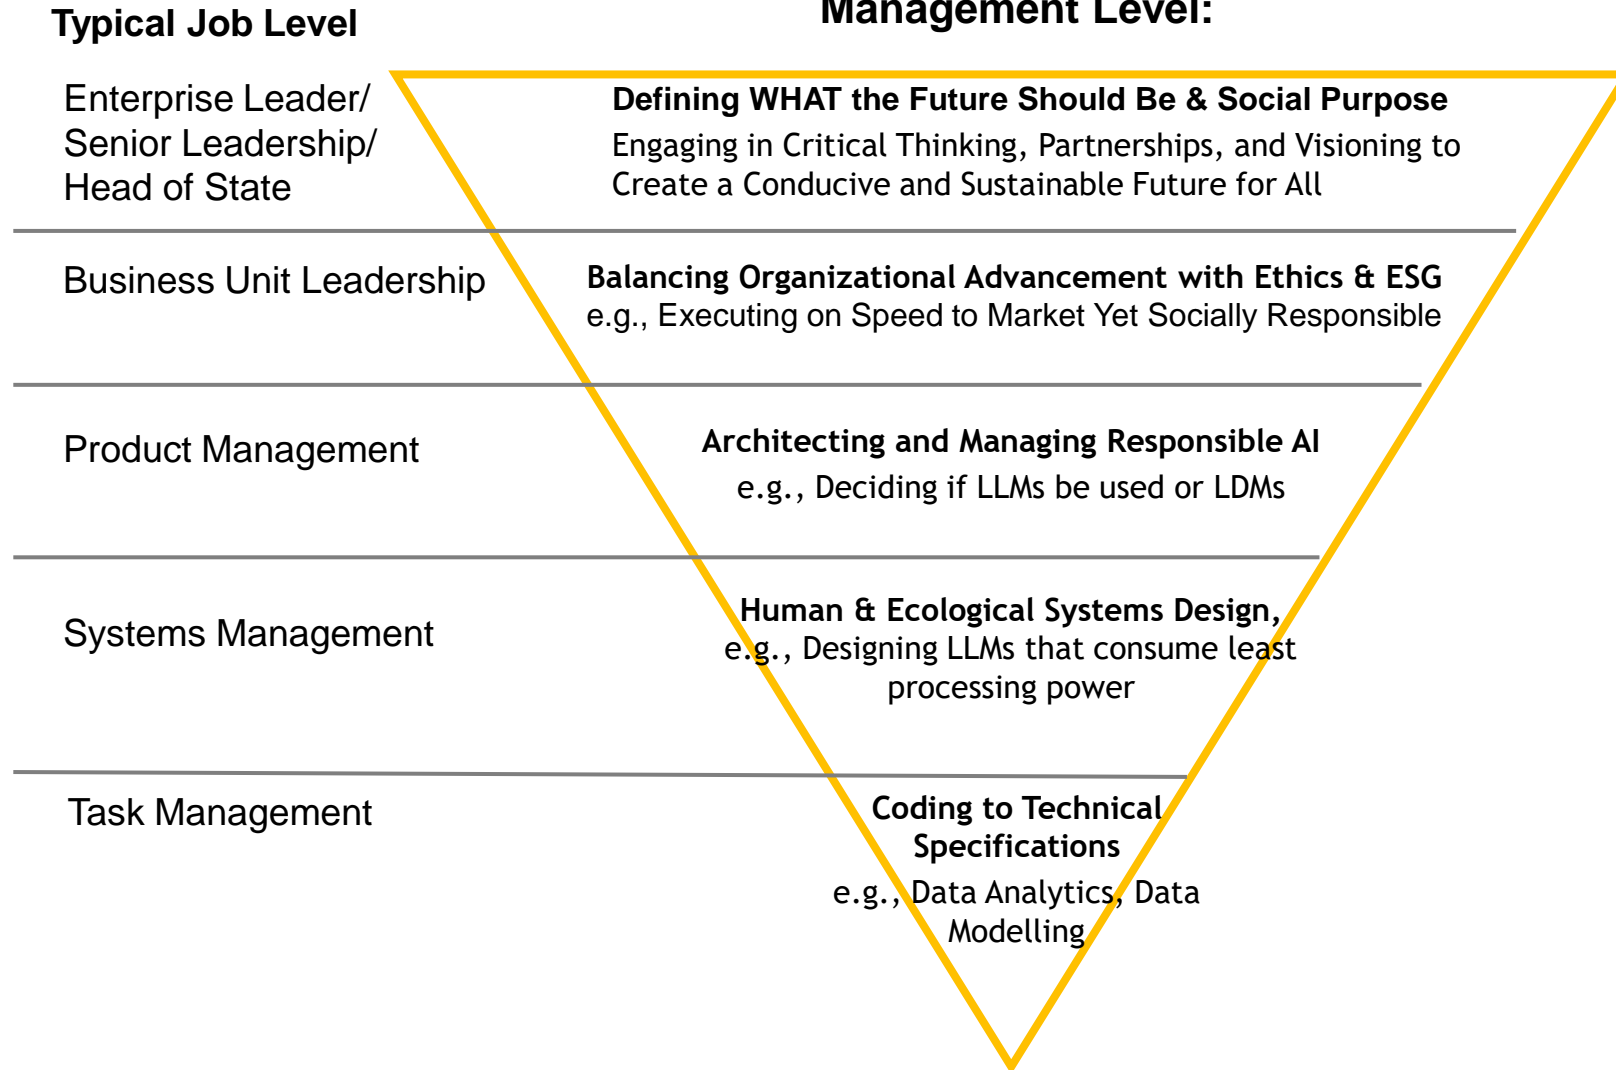 Typical Job Level
Management Level:
Enterprise Leader/
Senior Leadership/
Head of State
Defining WHAT the Future Should Be & Social Purpose
Engaging in Critical Thinking, Partnerships, and Visioning to
Create a Conducive and Sustainable Future for All
Business Unit Leadership
Balancing Organizational Advancement with Ethics & ESG
e.g., Executing on Speed to Market Yet Socially Responsible
Product Management
Architecting and Managing Responsible AI
e.g., Deciding if LLMs be used or LDMs
Systems Management
Human & Ecological Systems Design,
e.g., Designing LLMs that consume least
processing power
Task Management
Coding to Technical
Specifications
e.g., Data Analytics, Data
Modelling